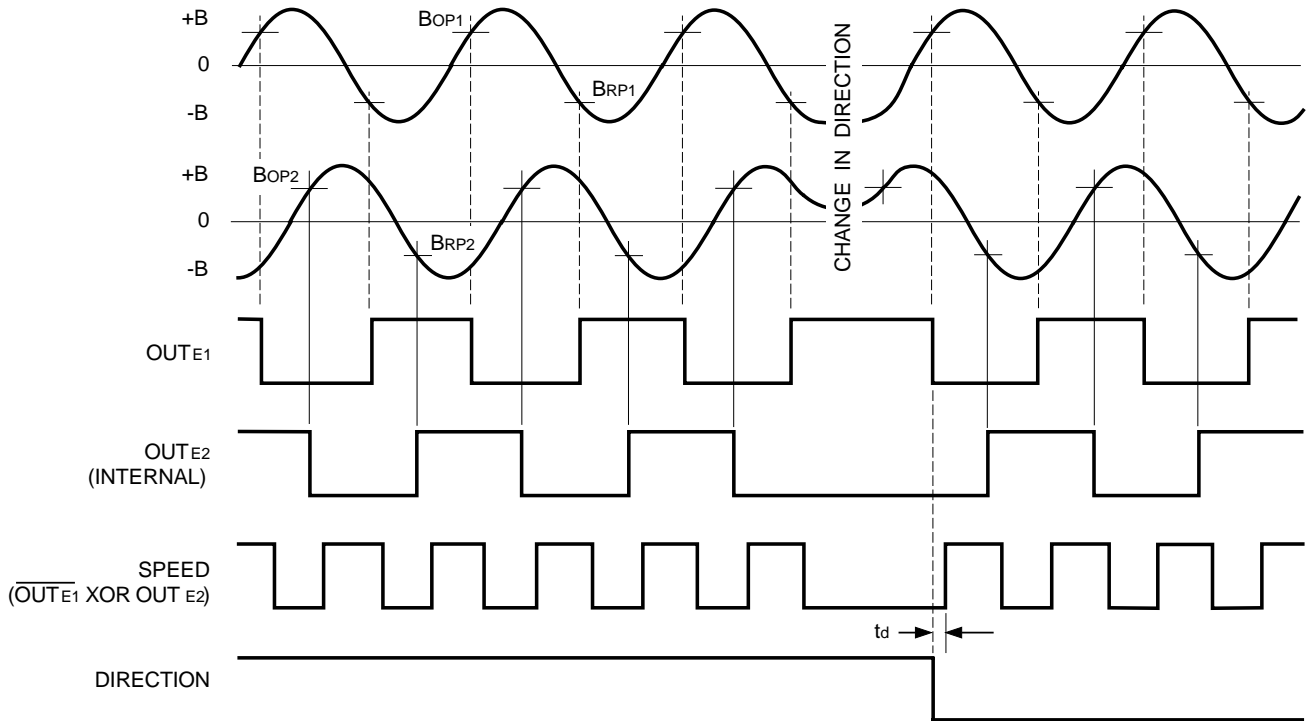 +B
BOP1
0
BRP1
-B
CHANGE IN DIRECTION
+B
BOP2
0
BRP2
-B
OUTE1
OUTE2
(INTERNAL)
SPEED
(OUTE1 XOR OUT E2)
td
DIRECTION